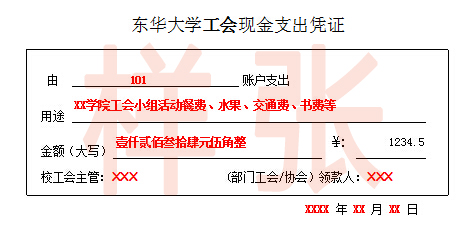 东华大学工会现金支出凭证
由 101 账户支出
用途 XX学院工会小组活动餐费、水果、交通费、书费等
金额（大写） 壹仟贰佰叁拾肆元伍角整 ¥: 1234.5
校工会主管: XXX （部门工会/协会）领款人: XXX
XXXX 年 XX 月 XX 日
样张